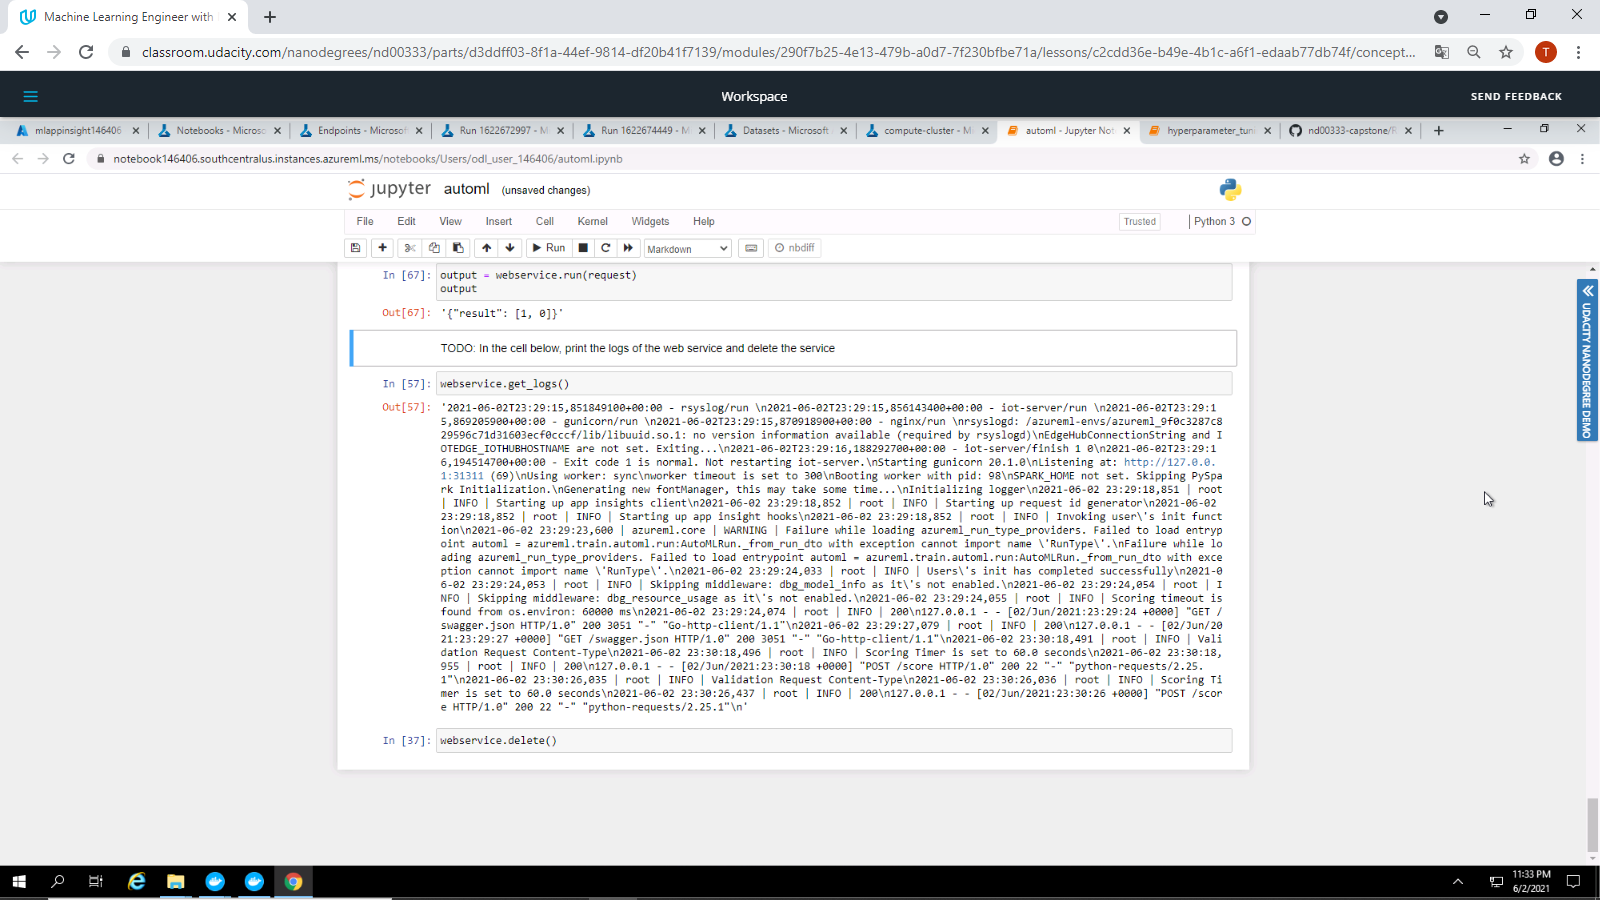 Machine Learning Engineer with
classroom.udacity.com/nanodegrees/nd00333/parts/d3ddff03-8f1a-44ef-9814-df20b41f7139/modules/290f7b25-4e13-479b-a0d7-7f230bfbe71a/lessons/c2cdd36e-b49e-4b1c-a6f1-edaab77db74f/concept...
T
Workspace
SEND FEEDBACK
mlappinsight146406
Notebooks - Microsc
Endpoints - Microsof
Run 1622672997 - M
Run 1622674449 - M
Datasets - Microsoft
compute-cluster - M
automl - Jupyter Not
hyperparameter_tun
nd00333-capstone/R
notebook146406.southcentralus.instances.azureml.ms/notebooks/Users/odl_user_146406/automl.ipynb
jupyter automl (unsaved changes)
File Edit View Insert Cell Kernel Widgets Help Trusted Python 3
Run Markdown nbdiff
In [67]: output = webservice.run(request)
output
Out[67]: '{"result": [1, 0]}'
TODO: In the cell below, print the logs of the web service and delete the service
In [57]: webservice.get_logs()
Out[57]: '2021-06-02T23:29:15,851849100+00:00 - rsyslog/run \n2021-06-02T23:29:15,856143400+00:00 - iot-server/run \n2021-06-02T23:29:1
5,869205900+00:00 - gunicorn/run \n2021-06-02T23:29:15,870918900+00:00 - nginx/run \nrsyslogd: /azureml-envs/azureml_9f0c3287c8
29596c71d31603ecf0cccf/lib/libuuid.so.1: no version information available (required by rsyslogd)\nEdgeHubConnectionString and I
OTEDGE_IOTHUBHOSTNAME are not set. Exiting...\n2021-06-02T23:29:16,188292700+00:00 - iot-server/finish 1 0\n2021-06-02T23:29:1
6,194514700+00:00 - Exit code 1 is normal. Not restarting iot-server.\nStarting gunicorn 20.1.0\nListening at: http://127.0.0.
1:31311 (69)\nUsing worker: sync\nworker timeout is set to 300\nBooting worker with pid: 98\nSPARK_HOME not set. Skipping PySpa
rk Initialization.\nGenerating new fontManager, this may take some time...\nInitializing logger\n2021-06-02 23:29:18,851 | root
| INFO | Starting up app insights client\n2021-06-02 23:29:18,852 | root | INFO | Starting up request id generator\n2021-06-02
23:29:18,852 | root | INFO | Starting up app insight hooks\n2021-06-02 23:29:18,852 | root | INFO | Invoking user\'s init funct
ion\n2021-06-02 23:29:23,600 | azureml.core | WARNING | Failure while loading azureml_run_type_providers. Failed to load entryp
oint automl = azureml.train.automl.run:AutoMLRun._from_run_dto with exception cannot import name \'RunType\'.\nFailure while lo
ading azureml_run_type_providers. Failed to load entrypoint automl = azureml.train.automl.run:AutoMLRun._from_run_dto with exce
ption cannot import name \'RunType\'.\n2021-06-02 23:29:24,033 | root | INFO | Users\'s init has completed successfully\n2021-0
6-02 23:29:24,053 | root | INFO | Skipping middleware: dbg_model_info as it\'s not enabled.\n2021-06-02 23:29:24,054 | root | I
NFO | Skipping middleware: dbg_resource_usage as it\'s not enabled.\n2021-06-02 23:29:24,055 | root | INFO | Scoring timeout is
found from os.environ: 60000 ms\n2021-06-02 23:29:24,074 | root | INFO | 200\n127.0.0.1 - - [02/Jun/2021:23:29:24 +0000] "GET /
swagger.json HTTP/1.0" 200 3051 "-" "Go-http-client/1.1"\n2021-06-02 23:29:27,079 | root | INFO | 200\n127.0.0.1 - - [02/Jun/20
21:23:29:27 +0000] "GET /swagger.json HTTP/1.0" 200 3051 "-" "Go-http-client/1.1"\n2021-06-02 23:30:18,491 | root | INFO | Vali
dation Request Content-Type\n2021-06-02 23:30:18,496 | root | INFO | Scoring Timer is set to 60.0 seconds\n2021-06-02 23:30:18,
955 | root | INFO | 200\n127.0.0.1 - - [02/Jun/2021:23:30:18 +0000] "POST /score HTTP/1.0" 200 22 "-" "python-requests/2.25.
1"\n2021-06-02 23:30:26,035 | root | INFO | Validation Request Content-Type\n2021-06-02 23:30:26,036 | root | INFO | Scoring Ti
mer is set to 60.0 seconds\n2021-06-02 23:30:26,437 | root | INFO | 200\n127.0.0.1 - - [02/Jun/2021:23:30:26 +0000] "POST /scor
e HTTP/1.0" 200 22 "-" "python-requests/2.25.1"\n'
In [37]: webservice.delete()
UDACITY NANODEGREE DEMO
11:33 PM
6/2/2021